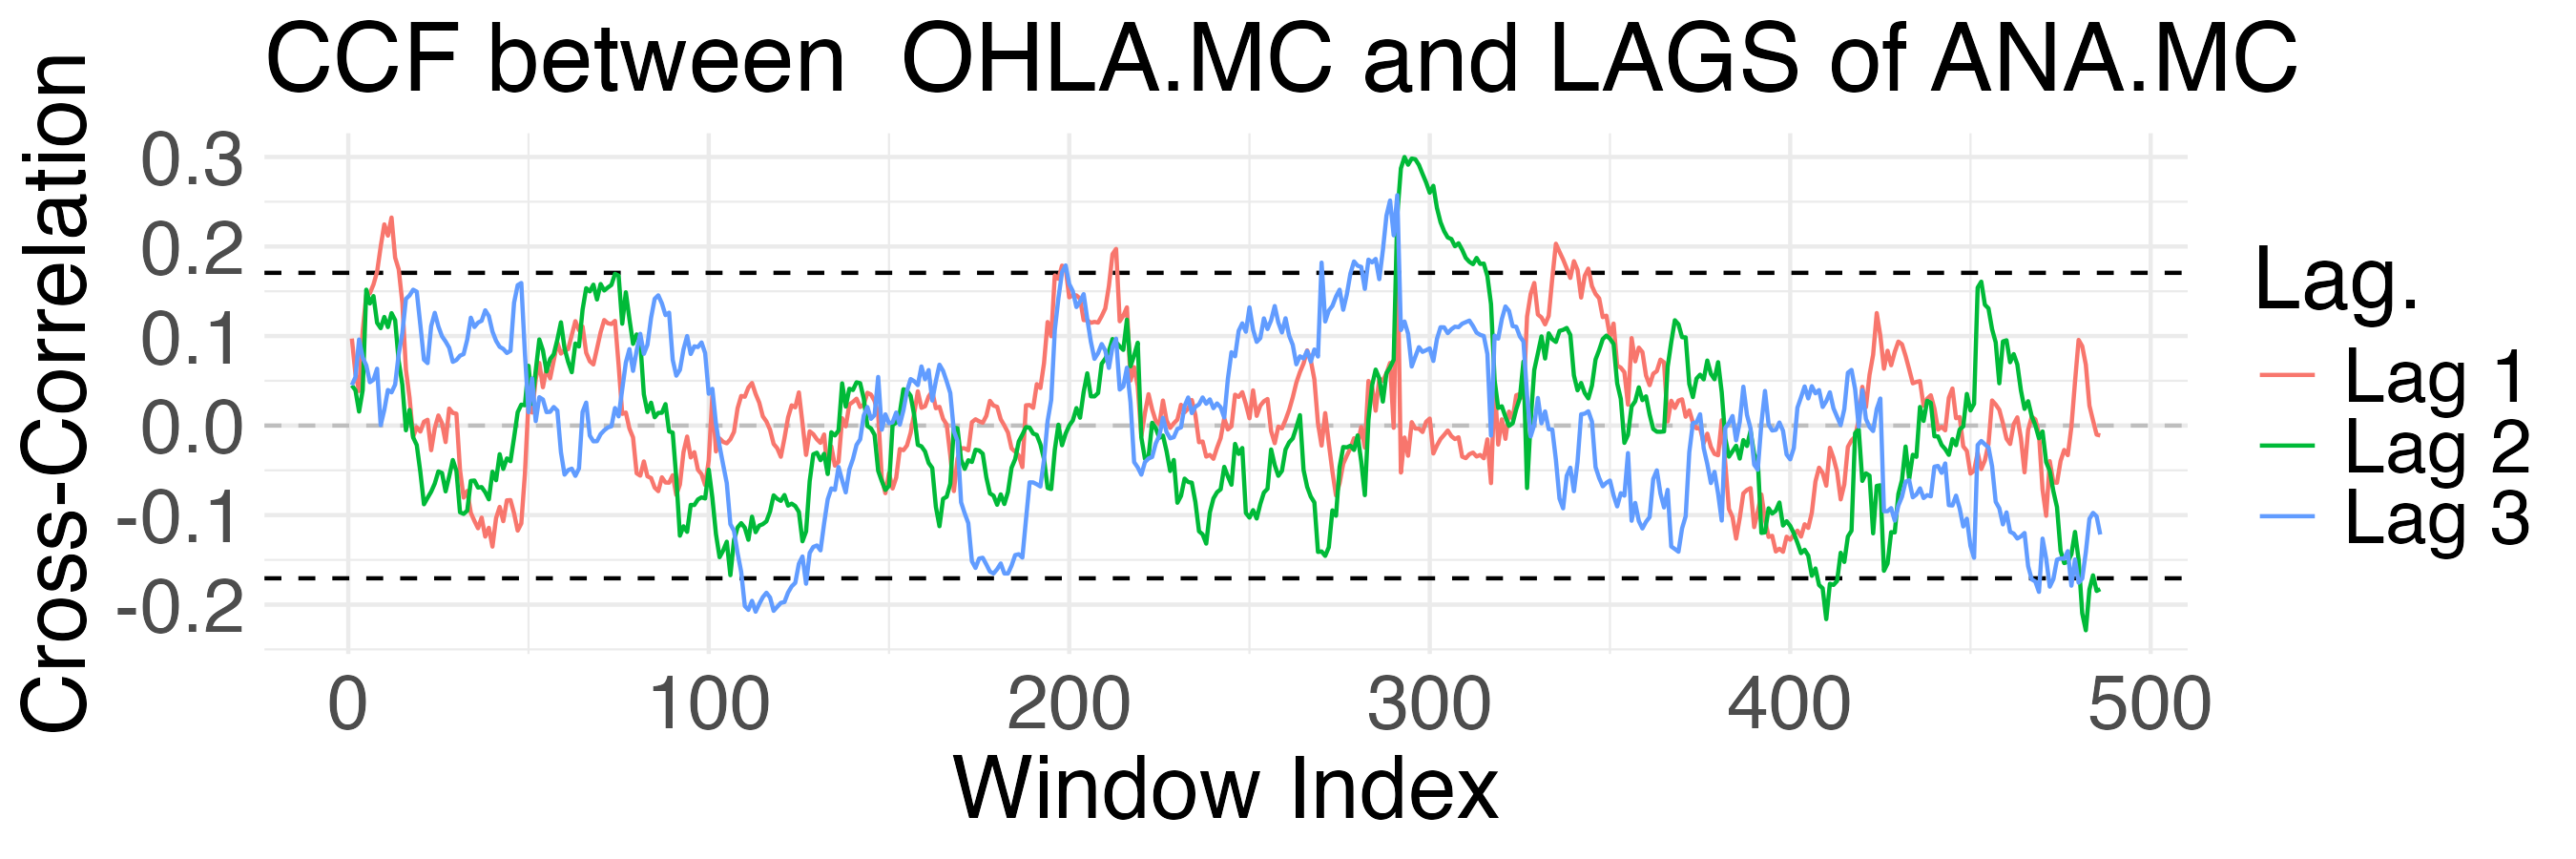 CCF between  OHLA.MC and LAGS of ANA.MC
Cross-Correlation
0.3
0.2
0.1
0.0
-0.1
-0.2
0 100 200 300 400 500
Window Index
Lag.
Lag 1
Lag 2
Lag 3